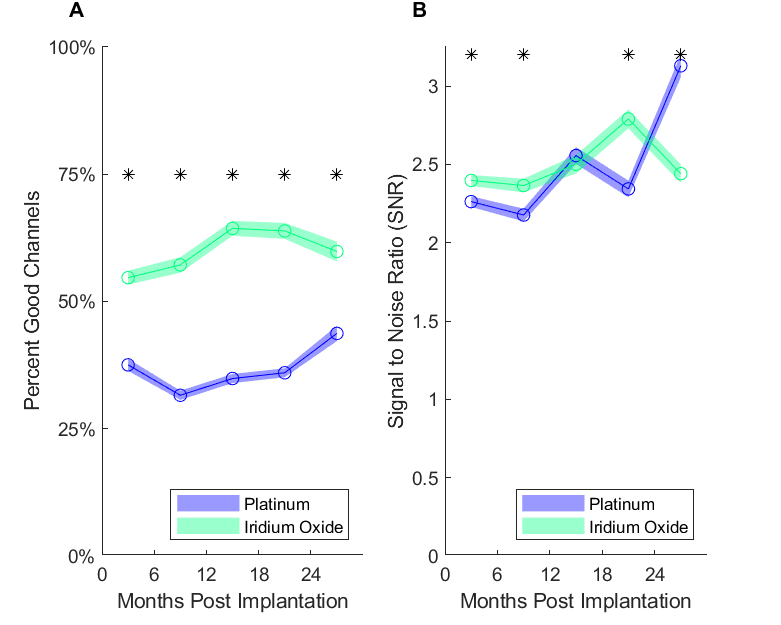 A
100%
75%
50%
25%
0%
0 6 12 18 24
Percent Good Channels
Months Post Implantation
Platinum
Iridium Oxide
B
3
2.5
2
1.5
1
0.5
0
0 6 12 18 24
Signal to Noise Ratio (SNR)
Months Post Implantation
Platinum
Iridium Oxide